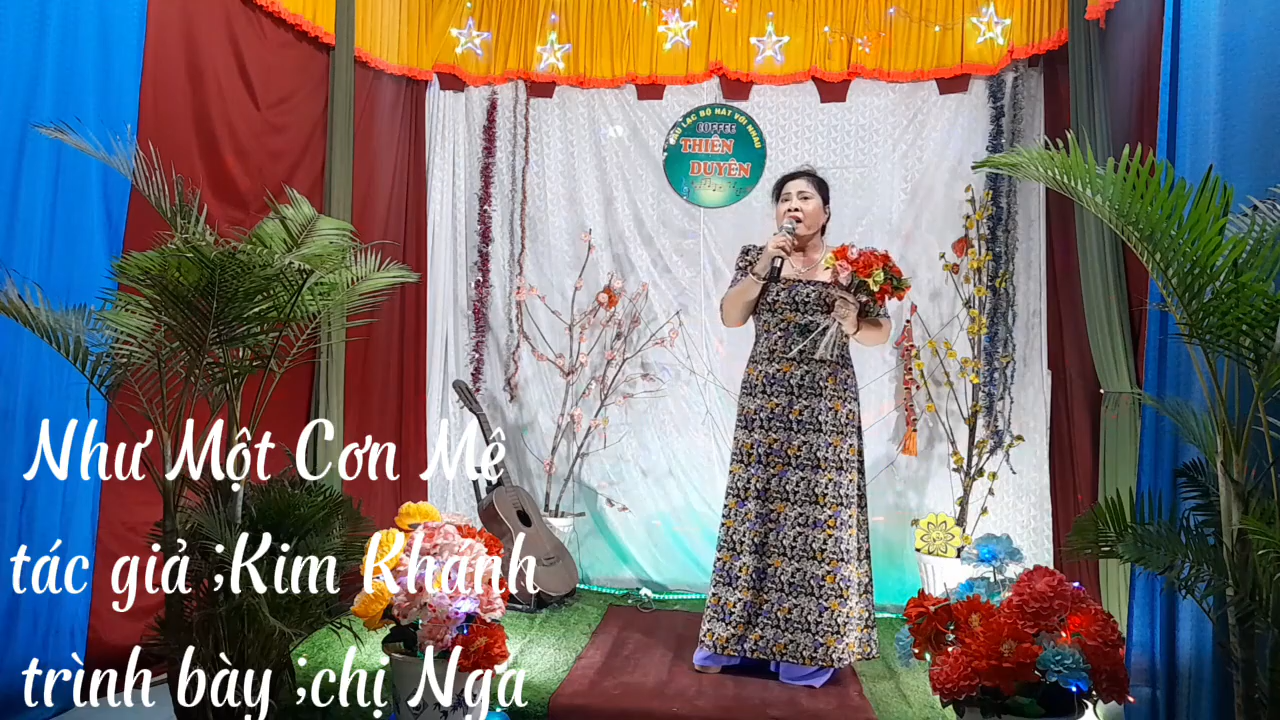 CÂU LẠC BỘ HÁT VỚI NHAU
COFFEE
THIÊN
DUYÊN
Như Một Cơn Mê
tác giả ;Kim Khánh
trình bày ;chị Nga